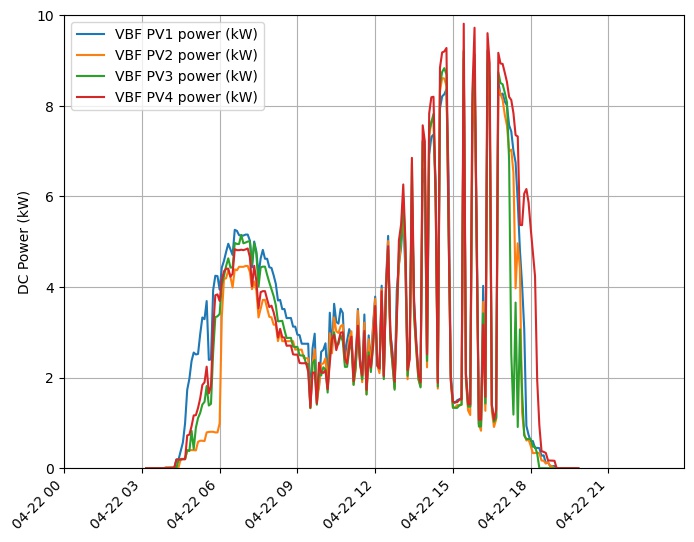 VBF PV1 power (kW)
VBF PV2 power (kW)
VBF PV3 power (kW)
VBF PV4 power (kW)
DC Power (kW)
10
8
6
4
2
0
04-22 00
04-22 03
04-22 06
04-22 09
04-22 12
04-22 15
04-22 18
04-22 21